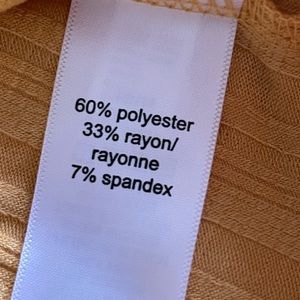 60% polyester
33% rayon/
rayonne
7% spandex